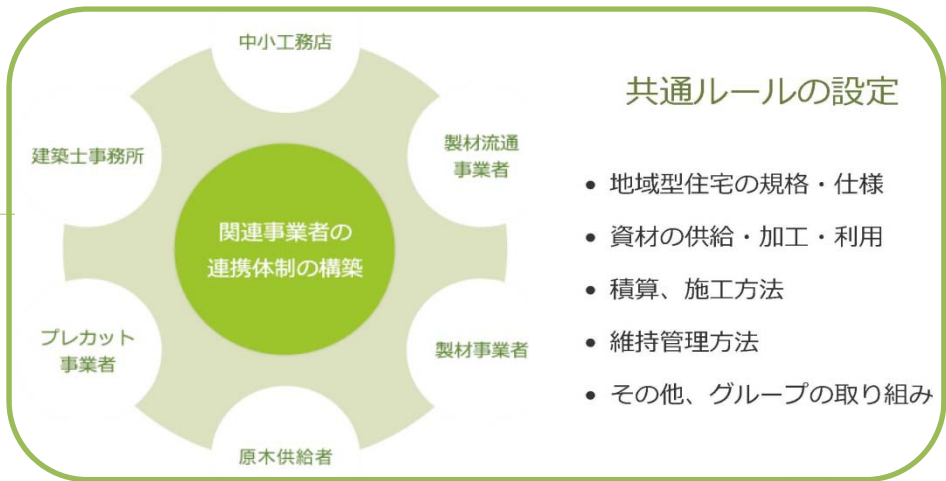 中小工務店
建築士事務所
製材流通
事業者
関連事業者の
連携体制の構築
プレカット
事業者
製材事業者
原木供給者
共通ルールの設定
• 地域型住宅の規格・仕様
• 資材の供給・加工・利用
• 積算、施工方法
• 維持管理方法
• その他、グループの取り組み